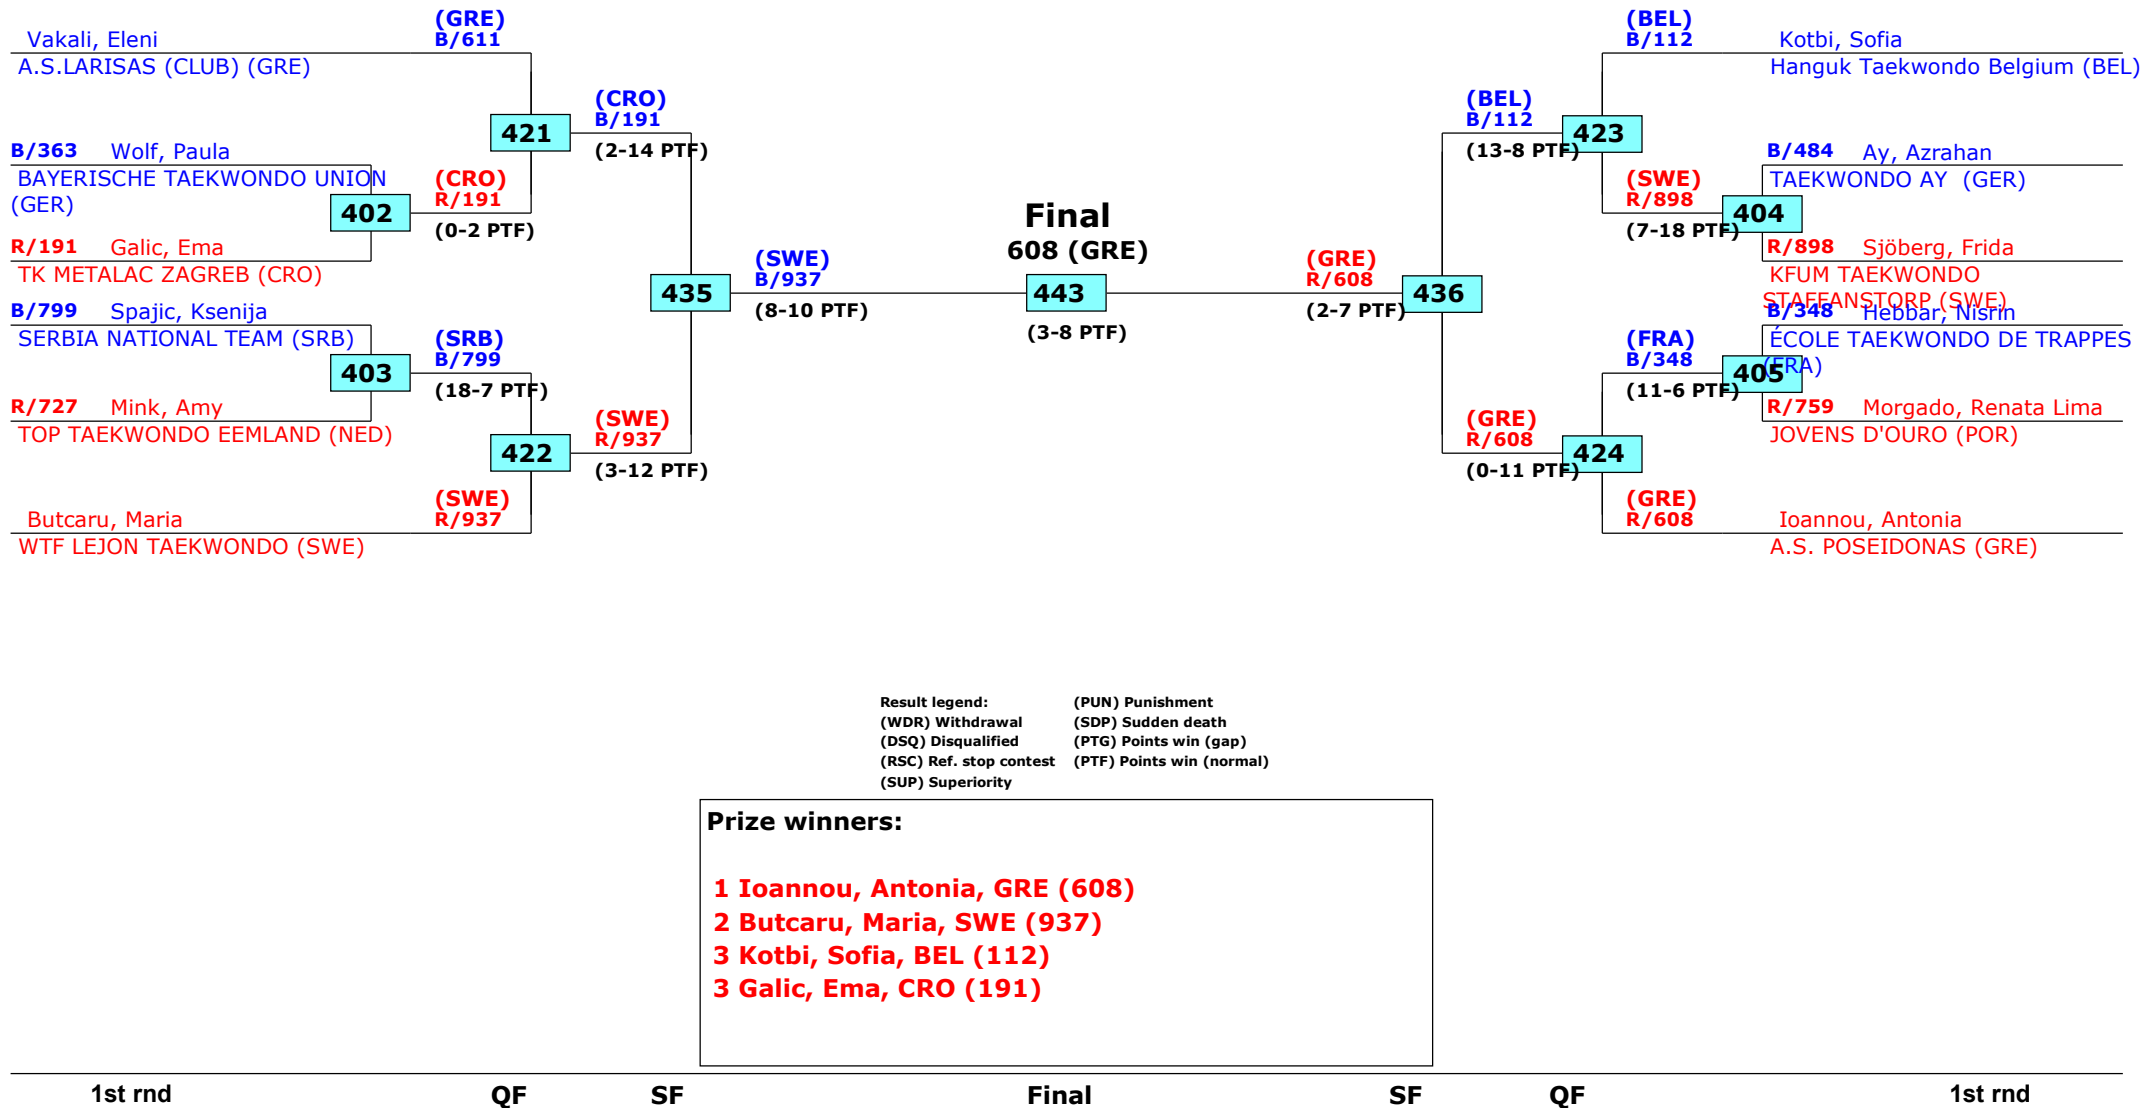 (GRE)
B/611
Vakali, Eleni
A.S.LARISAS (CLUB) (GRE)
(CRO)
B/191
421
(2-14 PTF)
B/363 Wolf, Paula
BAYERISCHE TAEKWONDO UNION
(GER)
402
(CRO)
R/191
(0-2 PTF)
R/191 Galic, Ema
TK METALAC ZAGREB (CRO)
435
(SWE)
B/937
(8-10 PTF)
B/799 Spajic, Ksenija
SERBIA NATIONAL TEAM (SRB)
403
(SRB)
B/799
(18-7 PTF)
R/727 Mink, Amy
TOP TAEKWONDO EEMLAND (NED)
422
(SWE)
R/937
(3-12 PTF)
(SWE)
R/937
Butcaru, Maria
WTF LEJON TAEKWONDO (SWE)
Final
608 (GRE)
443
(3-8 PTF)
(BEL)
B/112
Kotbi, Sofia
Hanguk Taekwondo Belgium (BEL)
(BEL)
B/112
423
(13-8 PTF)
B/484 Ay, Azrahan
TAEKWONDO AY (GER)
(SWE)
R/898
404
(7-18 PTF)
R/898 Sjöberg, Frida
KFUM TAEKWONDO
STAFFANSTORP (SWE)
(GRE)
R/608
436
(2-7 PTF)
B/348 Hebbar, Nisrin
ÉCOLE TAEKWONDO DE TRAPPES
(FRA)
(FRA)
B/348
405
(11-6 PTF)
R/759 Morgado, Renata Lima
JOVENS D'OURO (POR)
(GRE)
R/608
424
(0-11 PTF)
(GRE)
R/608
Ioannou, Antonia
A.S. POSEIDONAS (GRE)
Result legend: (PUN) Punishment
(WDR) Withdrawal (SDP) Sudden death
(DSQ) Disqualified (PTG) Points win (gap)
(RSC) Ref. stop contest (PTF) Points win (normal)
(SUP) Superiority
Prize winners:
1 Ioannou, Antonia, GRE (608)
2 Butcaru, Maria, SWE (937)
3 Kotbi, Sofia, BEL (112)
3 Galic, Ema, CRO (191)
1st rnd QF SF Final SF QF 1st rnd